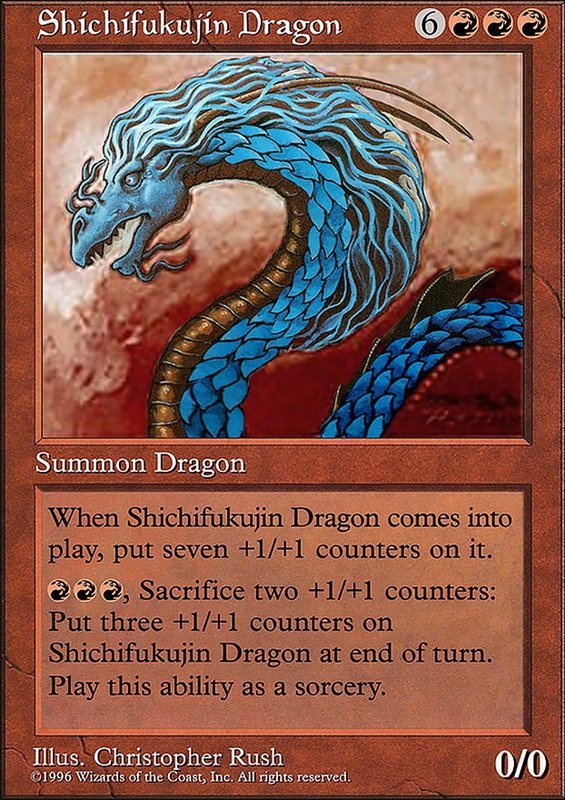 Shichifukujin Dragon 6
Summon Dragon
When Shichifukujin Dragon comes into
play, put seven +1/+1 counters on it.
, Sacrifice two +1/+1 counters:
Put three +1/+1 counters on
Shichifukujin Dragon at end of turn.
Play this ability as a sorcery.
Illus. Christopher Rush
©1996 Wizards of the Coast, Inc. All rights reserved.
0/0